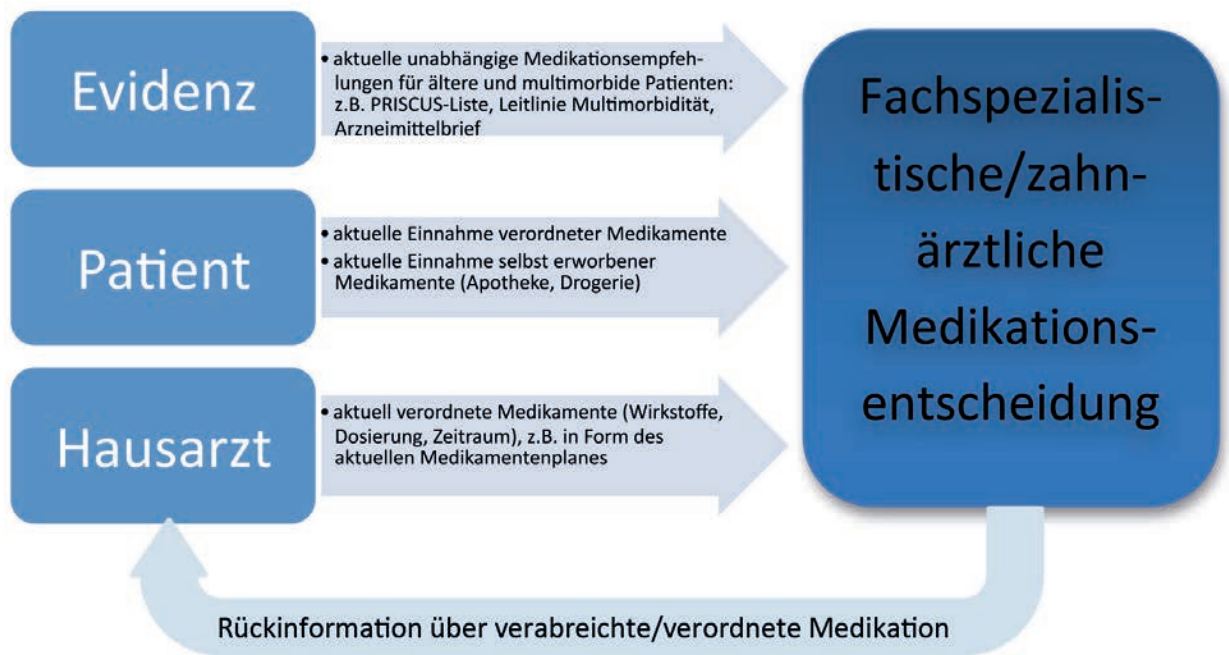 Evidenz
• aktuelle unabhängige Medikationsempfeh-
lungen für ältere und multimorbide Patienten:
z.B. PRISCUS-Liste, Leitlinie Multimorbidität,
Arzneimittelbrief
Patient
• aktuelle Einnahme verordneter Medikamente
• aktuelle Einnahme selbst erworbener
Medikamente (Apotheke, Drogerie)
Hausarzt
• aktuell verordnete Medikamente (Wirkstoffe,
Dosierung, Zeitraum), z.B. in Form des
aktuellen Medikamentenplanes
Fachspezialis-
tische/zahn-
ärztliche
Medikations-
entscheidung
Rückinformation über verabreichte/verordnete Medikation